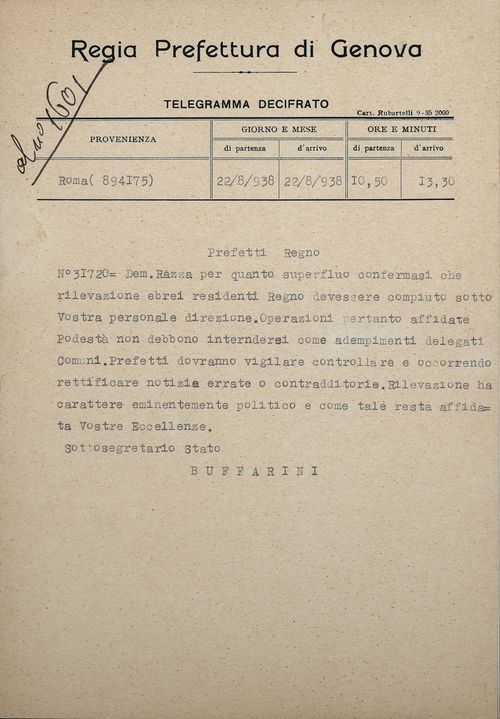 Regia Prefettura di Genova
al n° 1601
TELEGRAMMA DECIFRATO
Cart. Rubartelli 9-35 2000
PROVENIENZA GIORNO E MESE ORE E MINUTI
di partenza d'arrivo di partenza d'arrivo
Roma( 894175) 22/8/938 22/8/938 10,50 13,30
Prefetti Regno
N°31720= Dem.Razza per quanto superfluo confermasi che
rilevazione ebrei residenti Regno devessere compiuto sotto
Vostra personale direzione.Operazioni pertanto affidate
Podestà non debbono interndersi come adempimenti delegati
Comuni.Prefetti dovranno vigilare controllare e occorrendo
rettificare notizia errate o contradditorie.Rilevazione ha
carattere eminentemente politico e come tale resta affida=
ta Vostre Eccellenze.
Sottosegretario Stato
BUFFARINI